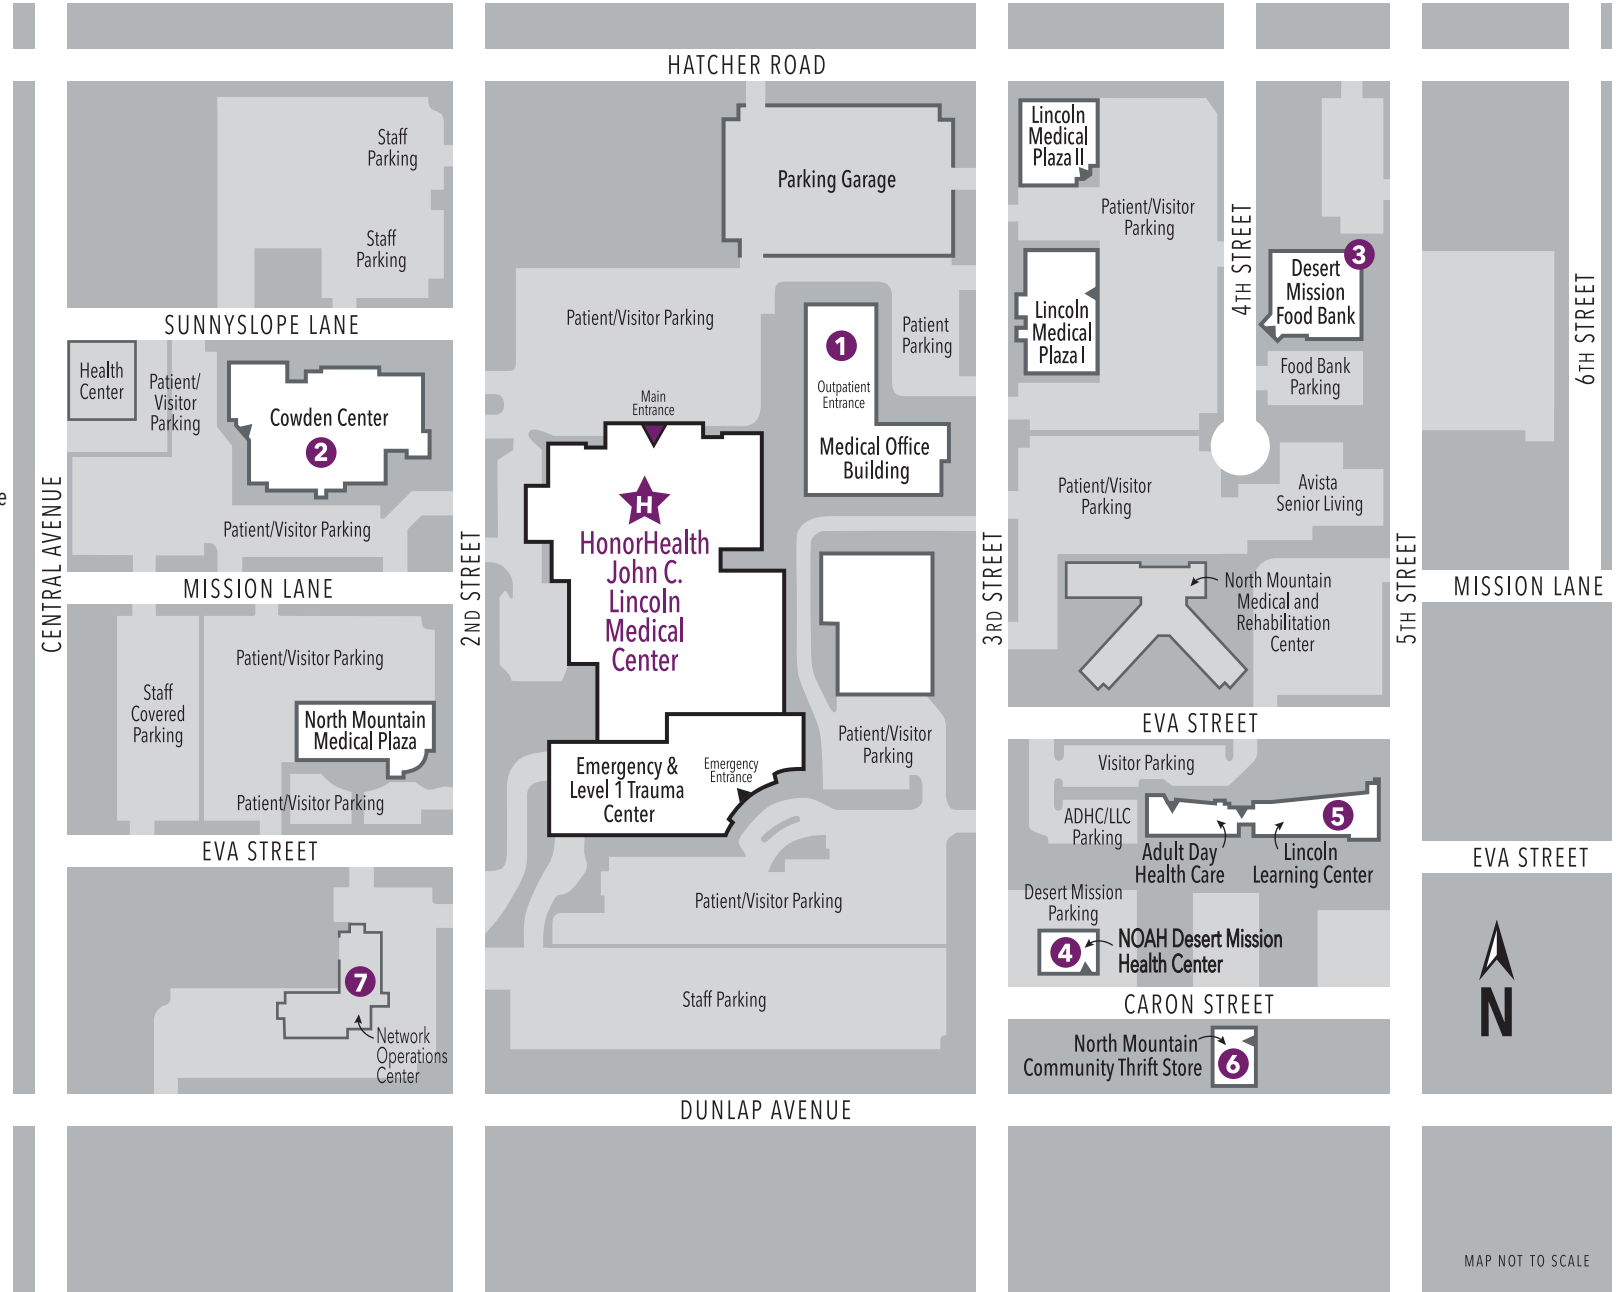 HATCHER ROAD
Staff
Parking
Staff
Parking
Parking Garage
Lincoln
Medical
Plaza II
Patient/Visitor
Parking
4TH STREET
3
Desert
Mission
Food Bank
6TH STREET
SUNNYSLOPE LANE
Patient/Visitor Parking
1
Outpatient
Entrance
Medical Office
Building
Patient
Parking
Lincoln
Medical
Plaza I
Food Bank
Parking
Health
Center
Patient/
Visitor
Parking
Cowden Center
2
Main
Entrance
e
CENTRAL AVENUE
Patient/Visitor Parking
2ND STREET
H
HonorHealth
John C.
Lincoln
Medical
Center
3RD STREET
Patient/Visitor
Parking
Avista
Senior Living
5TH STREET
MISSION LANE
North Mountain
Medical and
Rehabilitation
Center
MISSION LANE
Patient/Visitor Parking
Staff
Covered
Parking
North Mountain
Medical Plaza
Patient/Visitor Parking
Emergency &
Level 1 Trauma
Center
Emergency
Entrance
Patient/Visitor
Parking
EVA STREET
Visitor Parking
ADHC/LLC
Parking
5
Adult Day
Health Care
Lincoln
Learning Center
EVA STREET
EVA STREET
Patient/Visitor Parking
Desert Mission
Parking
4
NOAH Desert Mission
Health Center
7
Network
Operations
Center
Staff Parking
CARON STREET
North Mountain
Community Thrift Store
6
N
DUNLAP AVENUE
MAP NOT TO SCALE